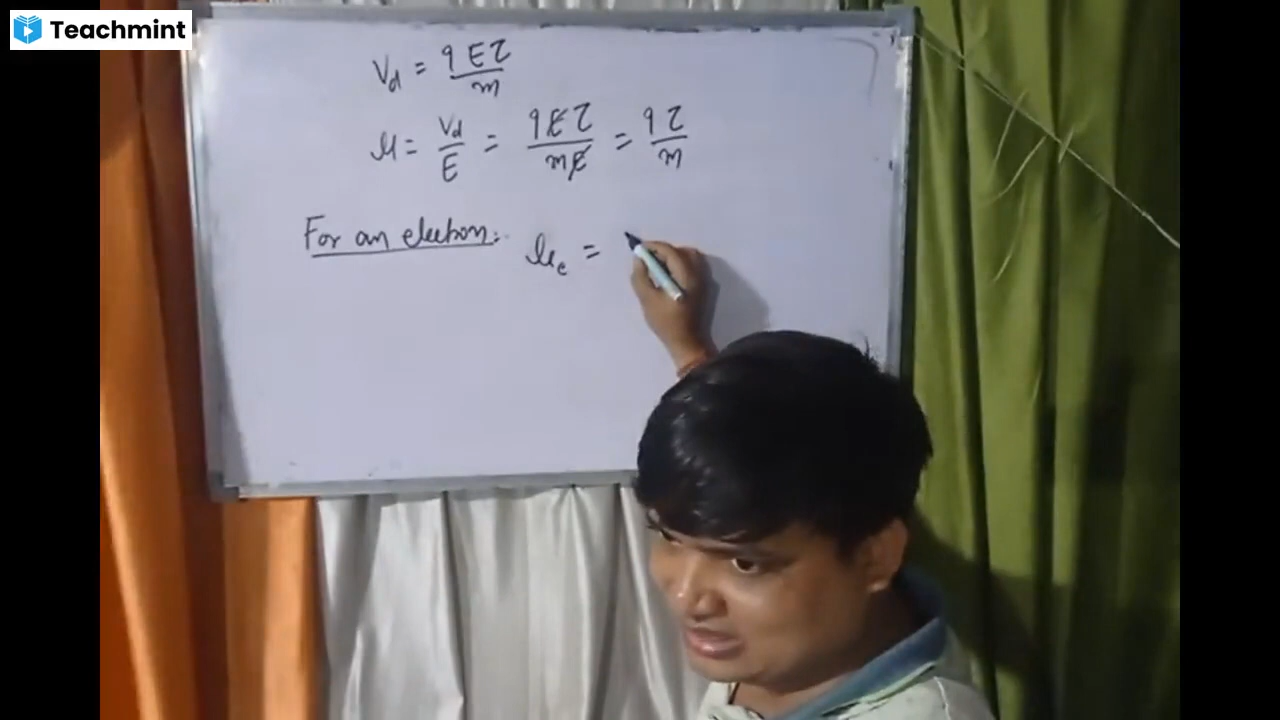 Teachmint
Vd = qEτ/m
μ = Vd/E = qEτ/mE = qτ/m
For an electron: μe =